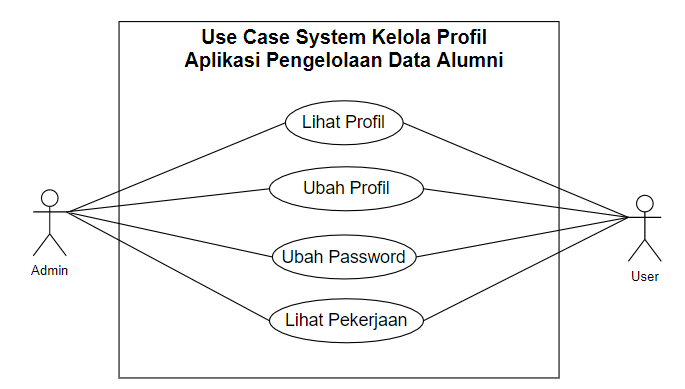 Use Case System Kelola Profil
Aplikasi Pengelolaan Data Alumni
Lihat Profil
Ubah Profil
Ubah Password
Lihat Pekerjaan
Admin
User